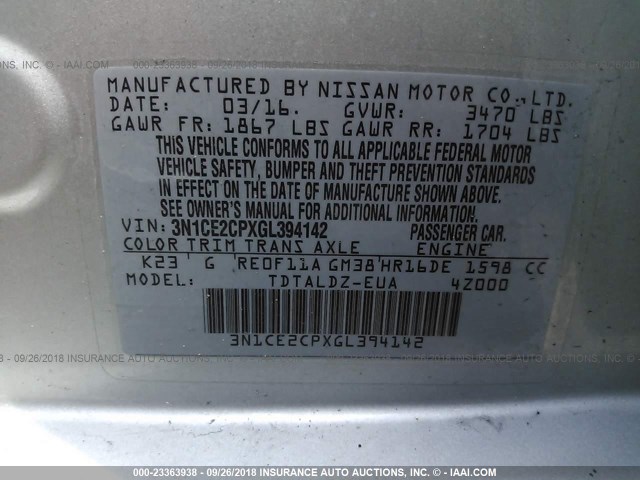 MANUFACTURED BY NISSAN MOTOR CO., LTD.
DATE: 03/16. GVWR: 3470 LBS
GAWR FR: 1867 LBS GAWR RR: 1704 LBS
THIS VEHICLE CONFORMS TO ALL APPLICABLE FEDERAL MOTOR
VEHICLE SAFETY, BUMPER AND THEFT PREVENTION STANDARDS
IN EFFECT ON THE DATE OF MANUFACTURE SHOWN ABOVE.
SEE OWNER'S MANUAL FOR ADDITIONAL INFORMATION.
VIN: 3N1CE2CPXGL394142 PASSENGER CAR.
COLOR TRIM TRANS AXLE ENGINE
K23 G RE0F11A GM38 HR16DE 1598 CC
MODEL: TDTALDZ-EUA 4Z000
3N1CE2CPXGL394142
000-23363938 - 09/26/2018 INSURANCE AUTO AUCTIONS (C) - IAAI.COM